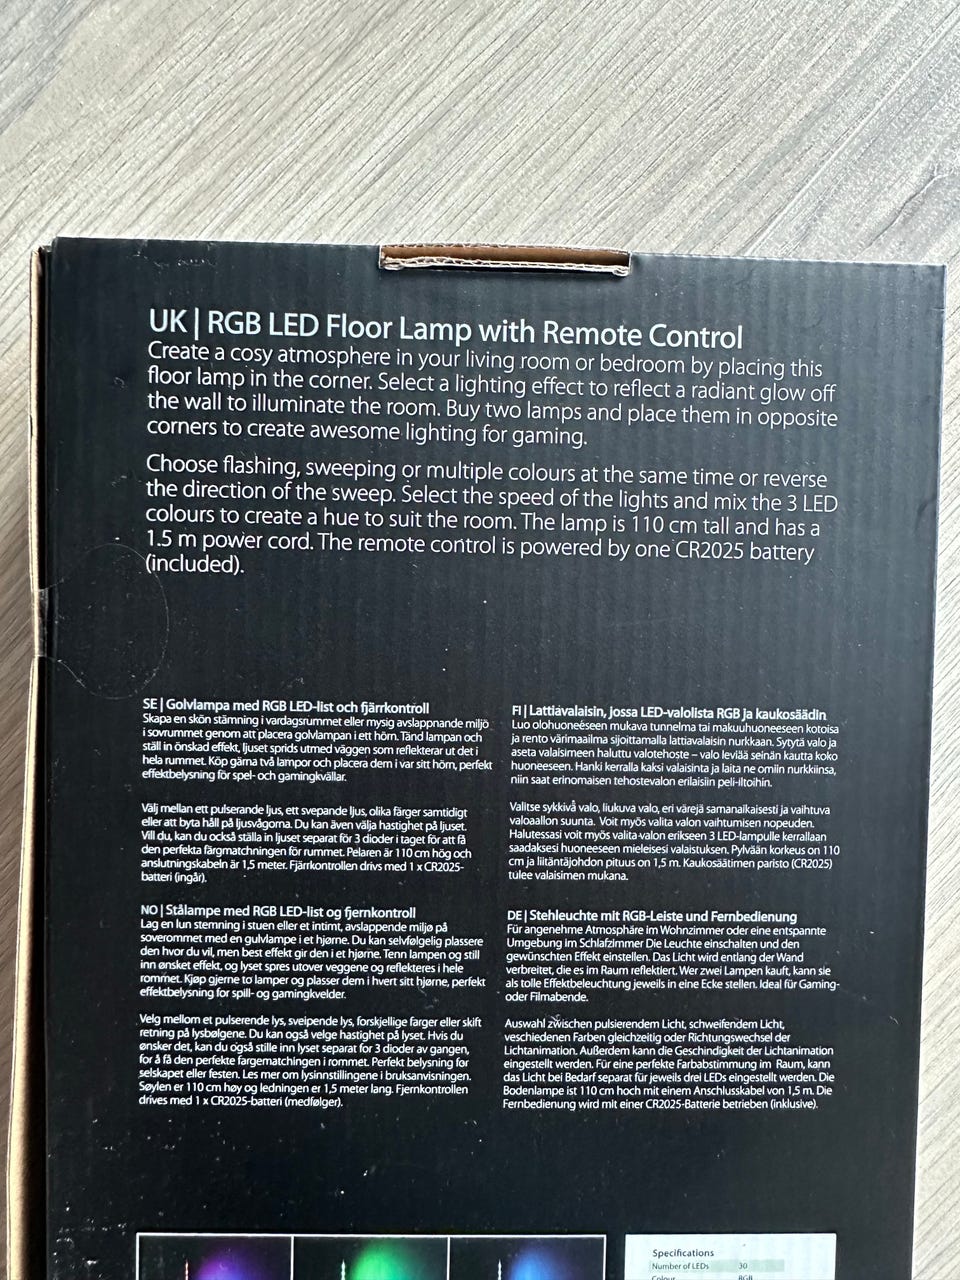 UK | RGB LED Floor Lamp with Remote Control
Create a cosy atmosphere in your living room or bedroom by placing this
floor lamp in the corner. Select a lighting effect to reflect a radiant glow off
the wall to illuminate the room. Buy two lamps and place them in opposite
corners to create awesome lighting for gaming.
Choose flashing, sweeping or multiple colours at the same time or reverse
the direction of the sweep. Select the speed of the lights and mix the 3 LED
colours to create a hue to suit the room. The lamp is 110 cm tall and has a
1.5 m power cord. The remote control is powered by one CR2025 battery
(included).
SE | Golvlampa med RGB LED-list och fjärrkontroll
Skapa en skön stämning i vardagsrummet eller mysig avslappnande miljö
i sovrummet genom att placera golvlampan i ett hörn. Tänd lampan och
ställ in önskad effekt, ljuset sprids utmed väggen som reflekterar ut det i
hela rummet. Köp gärna två lampor och placera dem i var sitt hörn, perfekt
effektbelysning för spel- och gamingkvällar.
Välj mellan ett pulserande ljus, ett svepande ljus, olika färger samtidigt
eller att byta håll på ljusvågorna. Du kan även välja hastighet på ljuset.
Vill du, kan du också ställa in ljuset separat för 3 dioder i taget för att få
den perfekta färgmatchningen för rummet. Pelaren är 110 cm hög och
anslutningskabeln är 1,5 meter. Fjärrkontrollen drivs med 1 x CR2025-
batteri (ingår).
FI | Lattiavalaisin, jossa LED-valolista RGB ja kaukosäädin
Luo olohuoneeseen mukava tunnelma tai makuuhuoneeseen kotoisa
ja rento värimaailma sijoittamalla lattiavalaisin nurkkaan. Sytytä valo ja
aseta valaisimeen haluttu valotehoste – valo leviää seinän kautta koko
huoneeseen. Hanki kerralla kaksi valaisinta ja laita ne omiin nurkkiinsa,
niin saat erinomaisen tehostevalon erilaisiin peli-iltoihin.
Valitse sykkivä valo, liukuva valo, eri värejä samanaikaisesti ja vaihtuva
valoaallon suunta. Voit myös valita valon vaihtumisen nopeuden.
Halutessasi voit myös valita valon erikseen 3 LED-lampulle kerrallaan
saadaksesi huoneeseen mieleisesi valaistuksen. Pylvään korkeus on 110
cm ja liitäntäjohdon pituus on 1,5 m. Kaukosäätimen paristo (CR2025)
tulee valaisimen mukana.
NO | Stålampe med RGB LED-list og fjernkontroll
Lag en lun stemning i stuen eller et intimt, avslappende miljø på
soverommet med en gulvlampe i et hjørne. Du kan selvfølgelig plassere
den hvor du vil, men best effekt gir den i et hjørne. Tenn lampen og still
inn ønsket effekt, og lyset spres utover veggene og reflekteres i hele
rommet. Kjøp gjerne to lamper og plasser dem i hvert sitt hjørne, perfekt
effektbelysning for spill- og gamingkvelder.
Velg mellom et pulserende lys, sveipende lys, forskjellige farger eller skift
retning på lysbølgene. Du kan også velge hastighet på lyset. Hvis du
ønsker det, kan du også stille inn lyset separat for 3 dioder av gangen,
for å få den perfekte fargematchingen i rommet. Perfekt belysning for
selskapet eller festen. Les mer om lysinnstillingene i bruksanvisningen.
Søylen er 110 cm høy og ledningen er 1,5 meter lang. Fjernkontrollen
drives med 1 x CR2025-batteri (medfølger).
DE | Stehleuchte mit RGB-Leiste und Fernbedienung
Für angenehme Atmosphäre im Wohnzimmer oder eine entspannte
Umgebung im Schlafzimmer Die Leuchte einschalten und den
gewünschten Effekt einstellen. Das Licht wird entlang der Wand
verbreitet, die es im Raum reflektiert. Wer zwei Lampen kauft, kann sie
als tolle Effektbeleuchtung jeweils in eine Ecke stellen. Ideal für Gaming-
oder Filmabende.
Auswahl zwischen pulsierendem Licht, schweifendem Licht,
veschiedenen Farben gleichzeitig oder Richtungswechsel der
Lichtanimation. Außerdem kann die Geschindigkeit der Lichtanimation
eingestellt werden. Für eine perfekte Farbabstimmung im Raum, kann
das Licht bei Bedarf separat für jeweils drei LEDs eingestellt werden. Die
Bodenlampe ist 110 cm hoch mit einem Anschlusskabel von 1,5 m. Die
Fernbedienung wird mit einer CR2025-Batterie betrieben (inklusive).
Specifications
Number of LEDs 30
Colour RGB